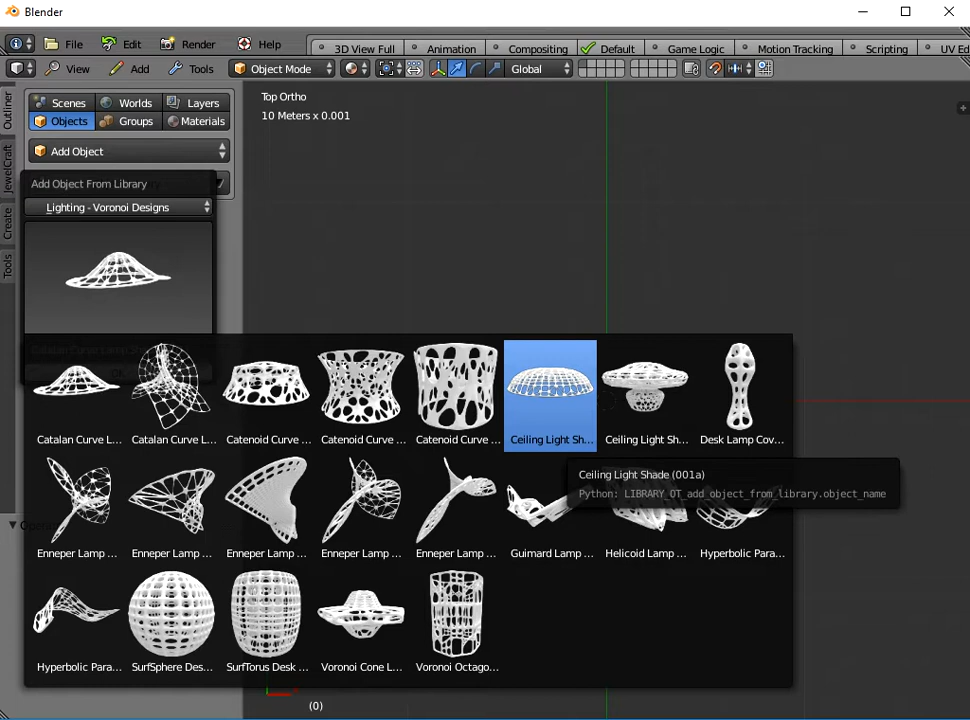 Blender
File Edit Render Help 3D View Full Animation Compositing Default Game Logic Motion Tracking Scripting UV Ed
View Add Tools Object Mode Global
Outliner
JewelCraft
Create
Tools
Scenes Worlds Layers
Objects Groups Materials
Add Object
Add Object From Library
Lighting - Voronoi Designs
Top Ortho
10 Meters x 0.001
Catalan Curve L... Catalan Curve L... Catenoid Curve ... Catenoid Curve ... Catenoid Curve ... Ceiling Light Sh... Ceiling Light Sh... Desk Lamp Cov...
Ceiling Light Shade (001a)
Python: LIBRARY_OT_add_object_from_library.object_name
Enneper Lamp ... Enneper Lamp ... Enneper Lamp ... Enneper Lamp ... Enneper Lamp ... Guimard Lamp ... Helicoid Lamp ... Hyperbolic Para...
Hyperbolic Para... SurfSphere Des... SurfTorus Desk ... Voronoi Cone L... Voronoi Octago...
(0)